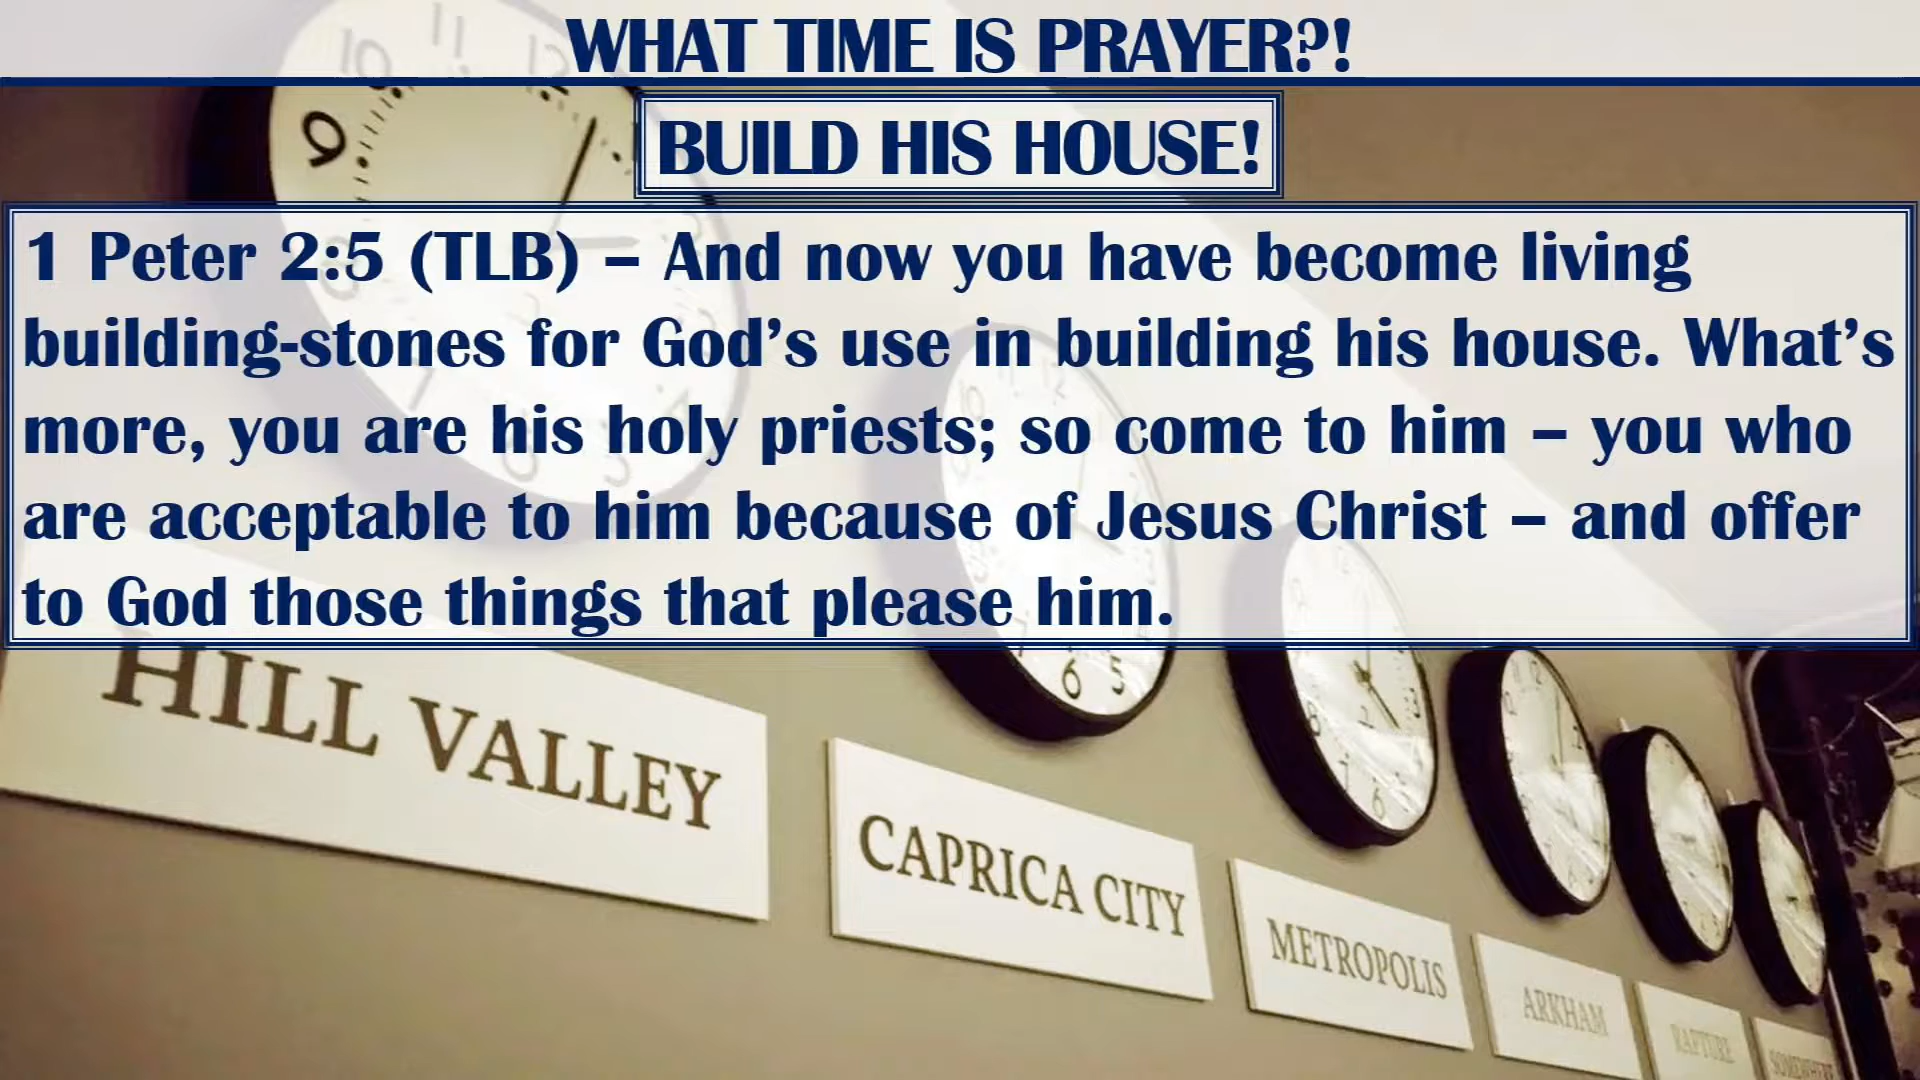 WHAT TIME IS PRAYER?!
BUILD HIS HOUSE!
1 Peter 2:5 (TLB) – And now you have become living
building-stones for God’s use in building his house. What’s
more, you are his holy priests; so come to him – you who
are acceptable to him because of Jesus Christ – and offer
to God those things that please him.
HILL VALLEY
CAPRICA CITY
METROPOLIS
ARKHAM
RAPTURE